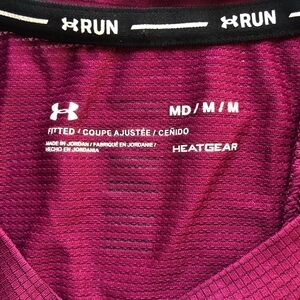 RUN RUN
MD / M / M
FITTED / COUPE AJUSTÉE / CEÑIDO
MADE IN JORDAN / FABRIQUÉ EN JORDANIE /
HECHO EN JORDANIA
HEATGEAR